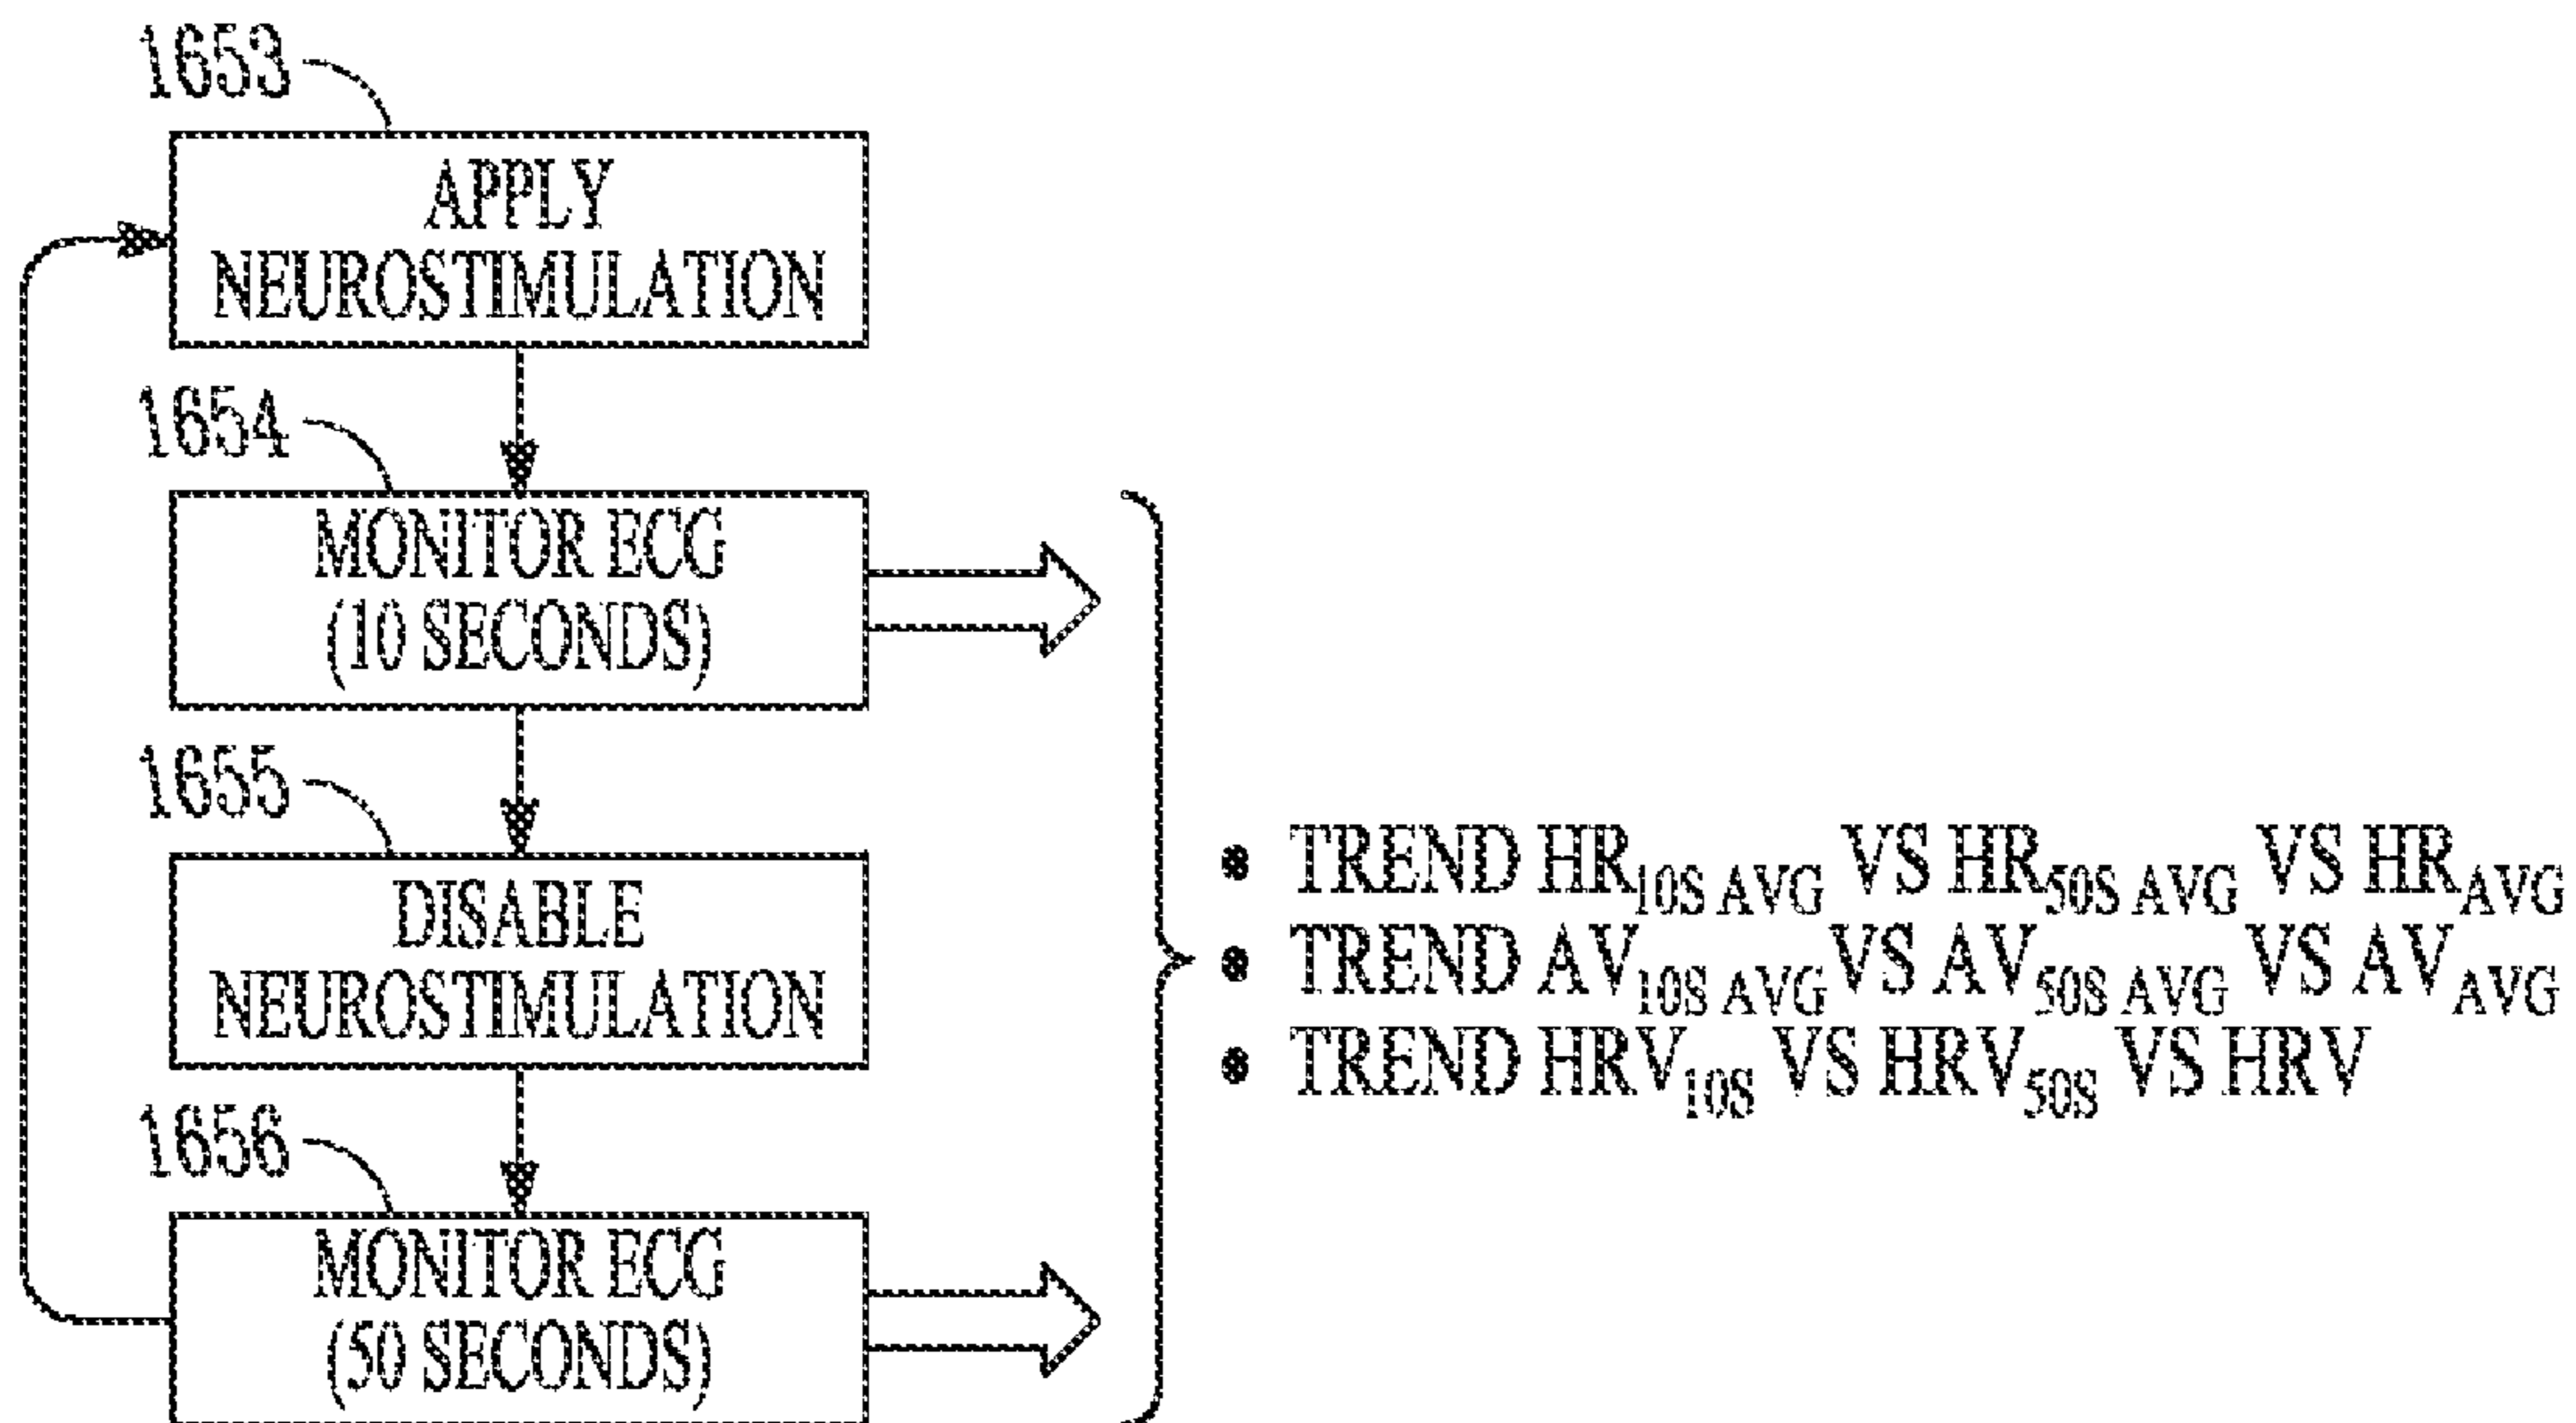 1653
APPLY
NEUROSTIMULATION
1654
MONITOR ECG
(10 SECONDS)
1655
DISABLE
NEUROSTIMULATION
1656
MONITOR ECG
(50 SECONDS)
• TREND HR10S AVG VS HR50S AVG VS HRAVG
• TREND AV10S AVG VS AV50S AVG VS AVAVG
• TREND HRV10S VS HRV50S VS HRV